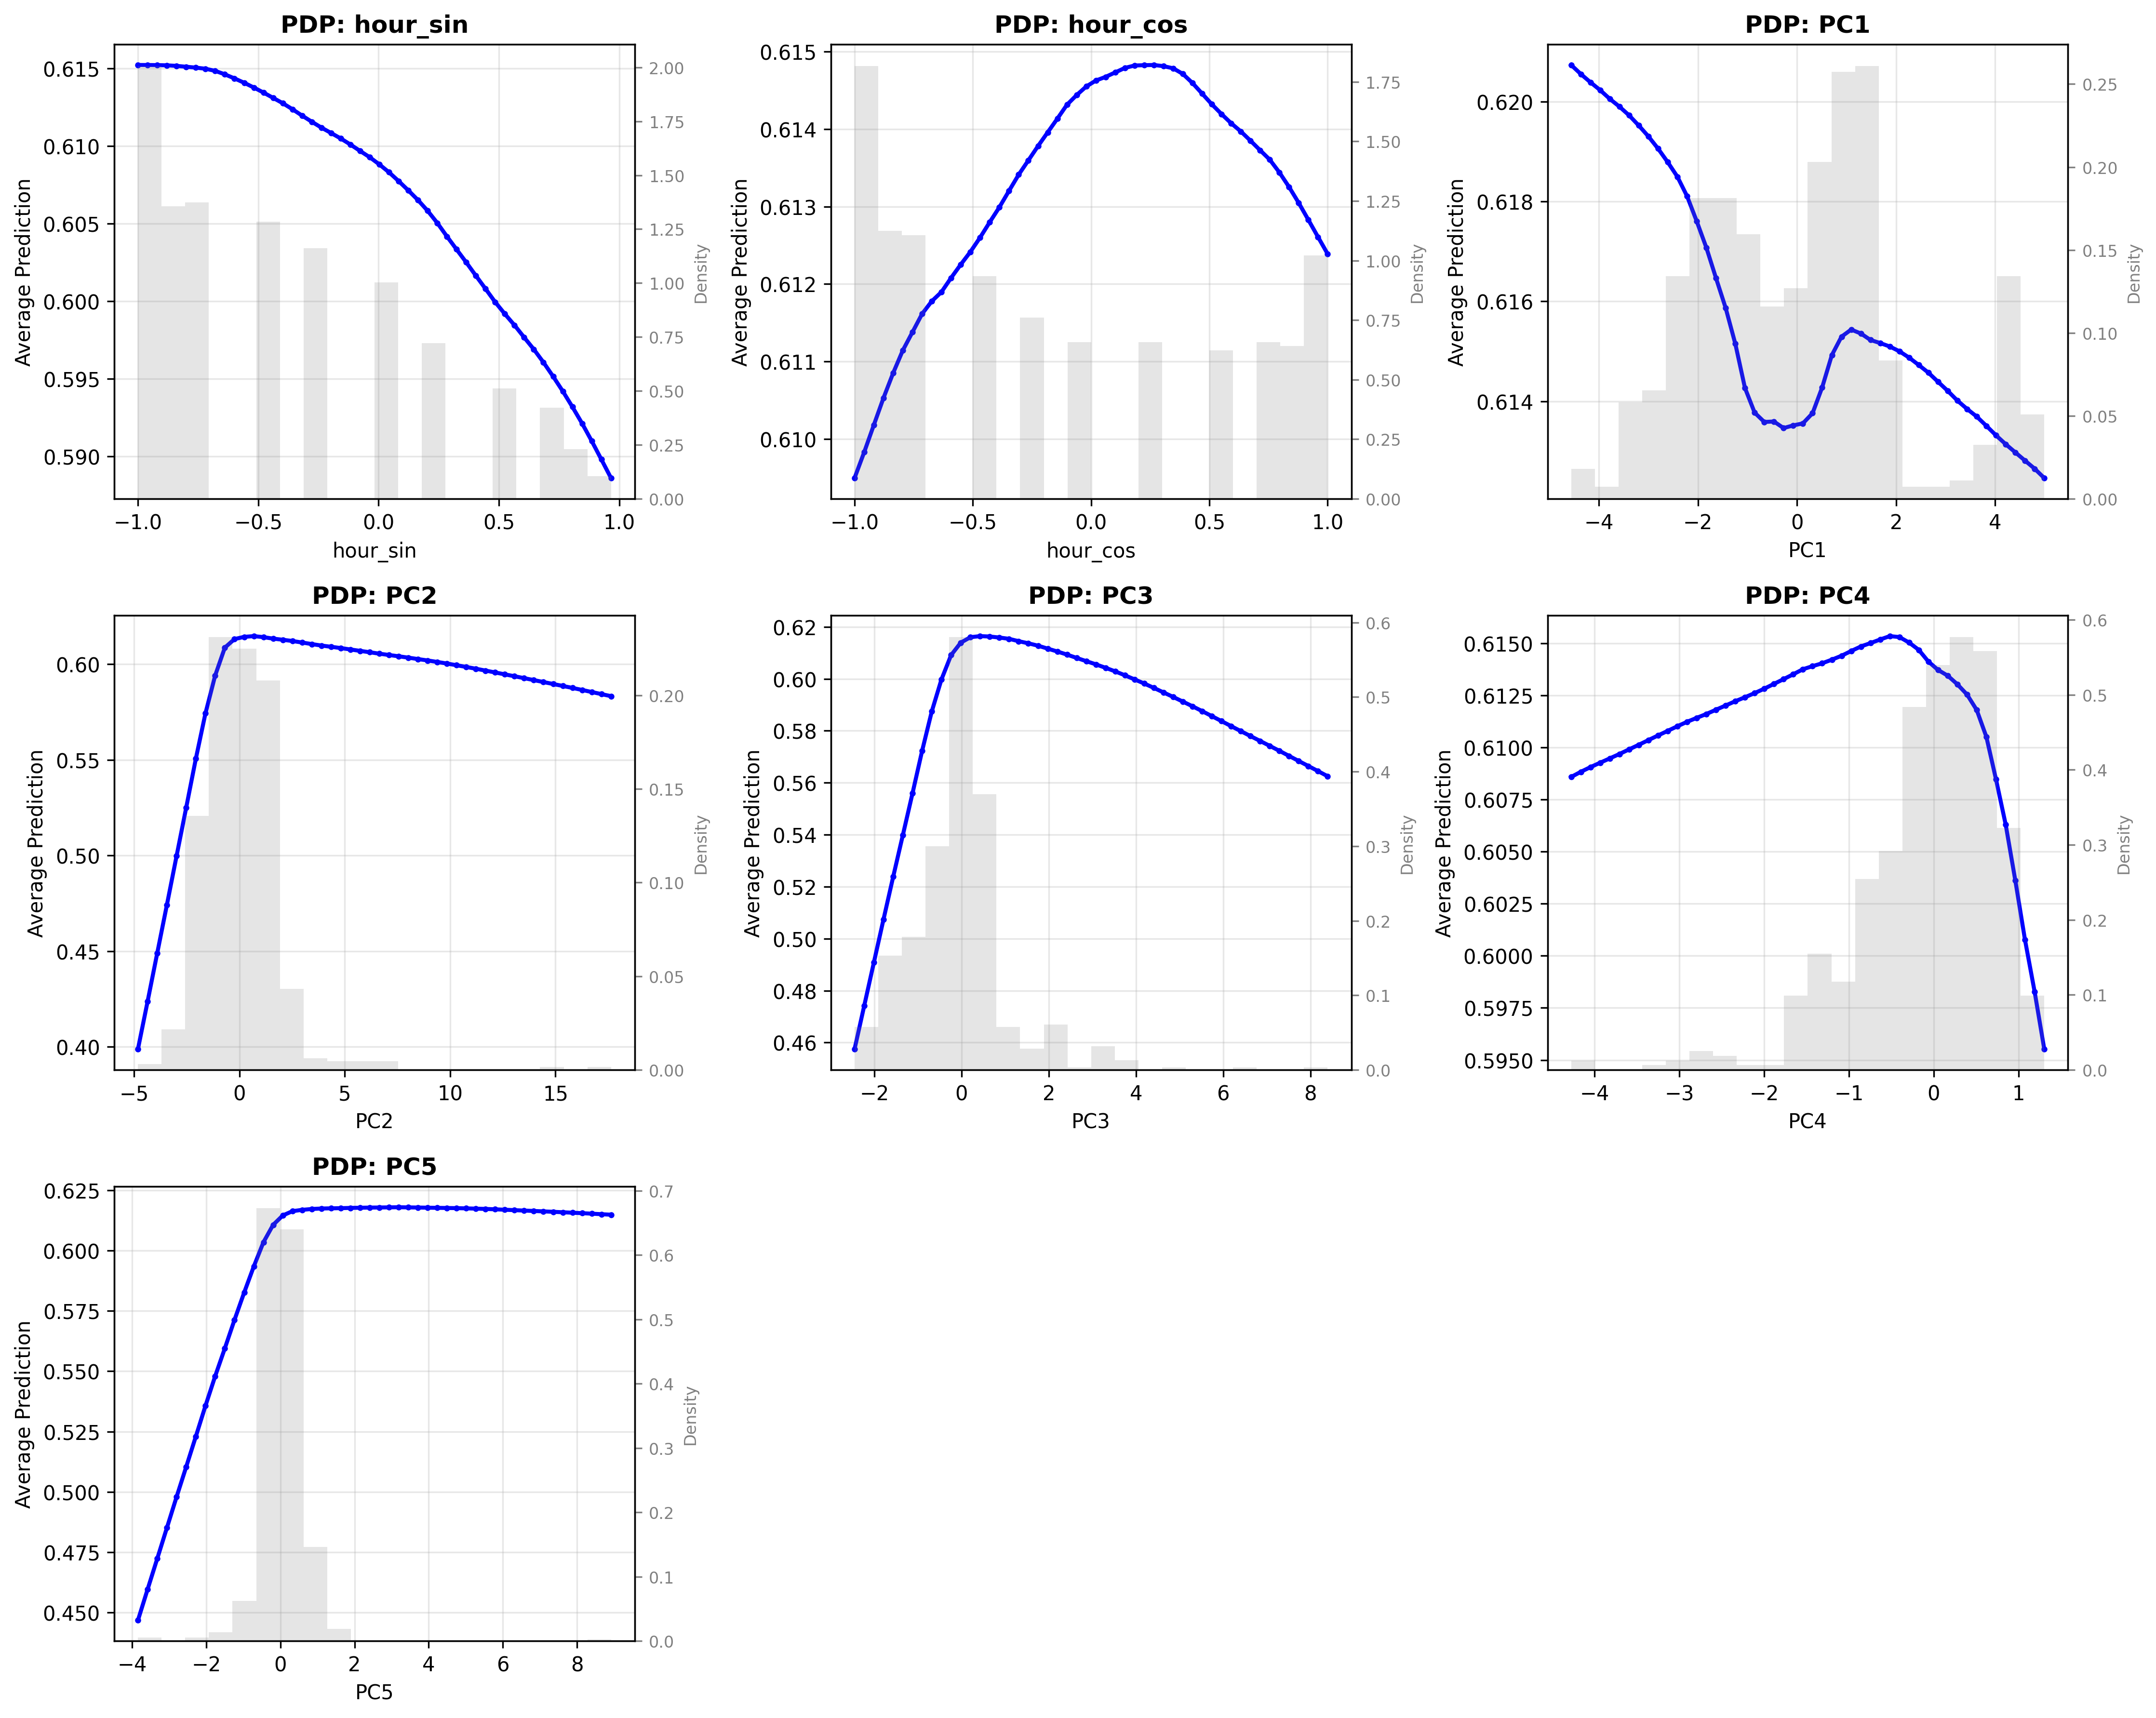 PDP: hour_sin
0.615
0.610
0.605
0.600
0.595
0.590
Average Prediction
2.00
1.75
1.50
1.25
1.00
0.75
0.50
0.25
0.00
Density
−1.0 −0.5 0.0 0.5 1.0
hour_sin
PDP: hour_cos
0.615
0.614
0.613
0.612
0.611
0.610
Average Prediction
1.75
1.50
1.25
1.00
0.75
0.50
0.25
0.00
Density
−1.0 −0.5 0.0 0.5 1.0
hour_cos
PDP: PC1
0.620
0.618
0.616
0.614
Average Prediction
0.25
0.20
0.15
0.10
0.05
0.00
Density
−4 −2 0 2 4
PC1
PDP: PC2
0.60
0.55
0.50
0.45
0.40
Average Prediction
0.20
0.15
0.10
0.05
0.00
Density
−5 0 5 10 15
PC2
PDP: PC3
0.62
0.60
0.58
0.56
0.54
0.52
0.50
0.48
0.46
Average Prediction
0.6
0.5
0.4
0.3
0.2
0.1
0.0
Density
−2 0 2 4 6 8
PC3
PDP: PC4
0.6150
0.6125
0.6100
0.6075
0.6050
0.6025
0.6000
0.5975
0.5950
Average Prediction
0.6
0.5
0.4
0.3
0.2
0.1
0.0
Density
−4 −3 −2 −1 0 1
PC4
PDP: PC5
0.625
0.600
0.575
0.550
0.525
0.500
0.475
0.450
Average Prediction
0.7
0.6
0.5
0.4
0.3
0.2
0.1
0.0
Density
−4 −2 0 2 4 6 8
PC5